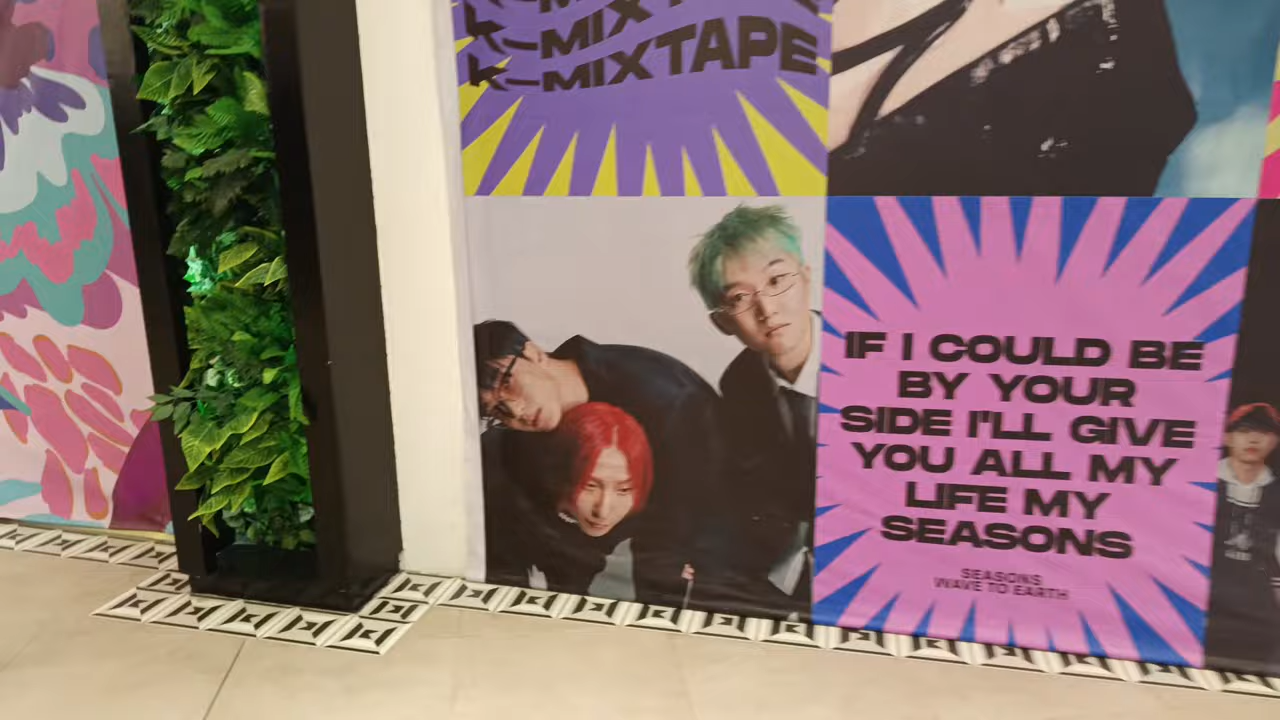 K-MIXTAPE
K-MIXTAPE
IF I COULD BE
BY YOUR
SIDE I'LL GIVE
YOU ALL MY
LIFE MY
SEASONS
SEASONS
WAVE TO EARTH